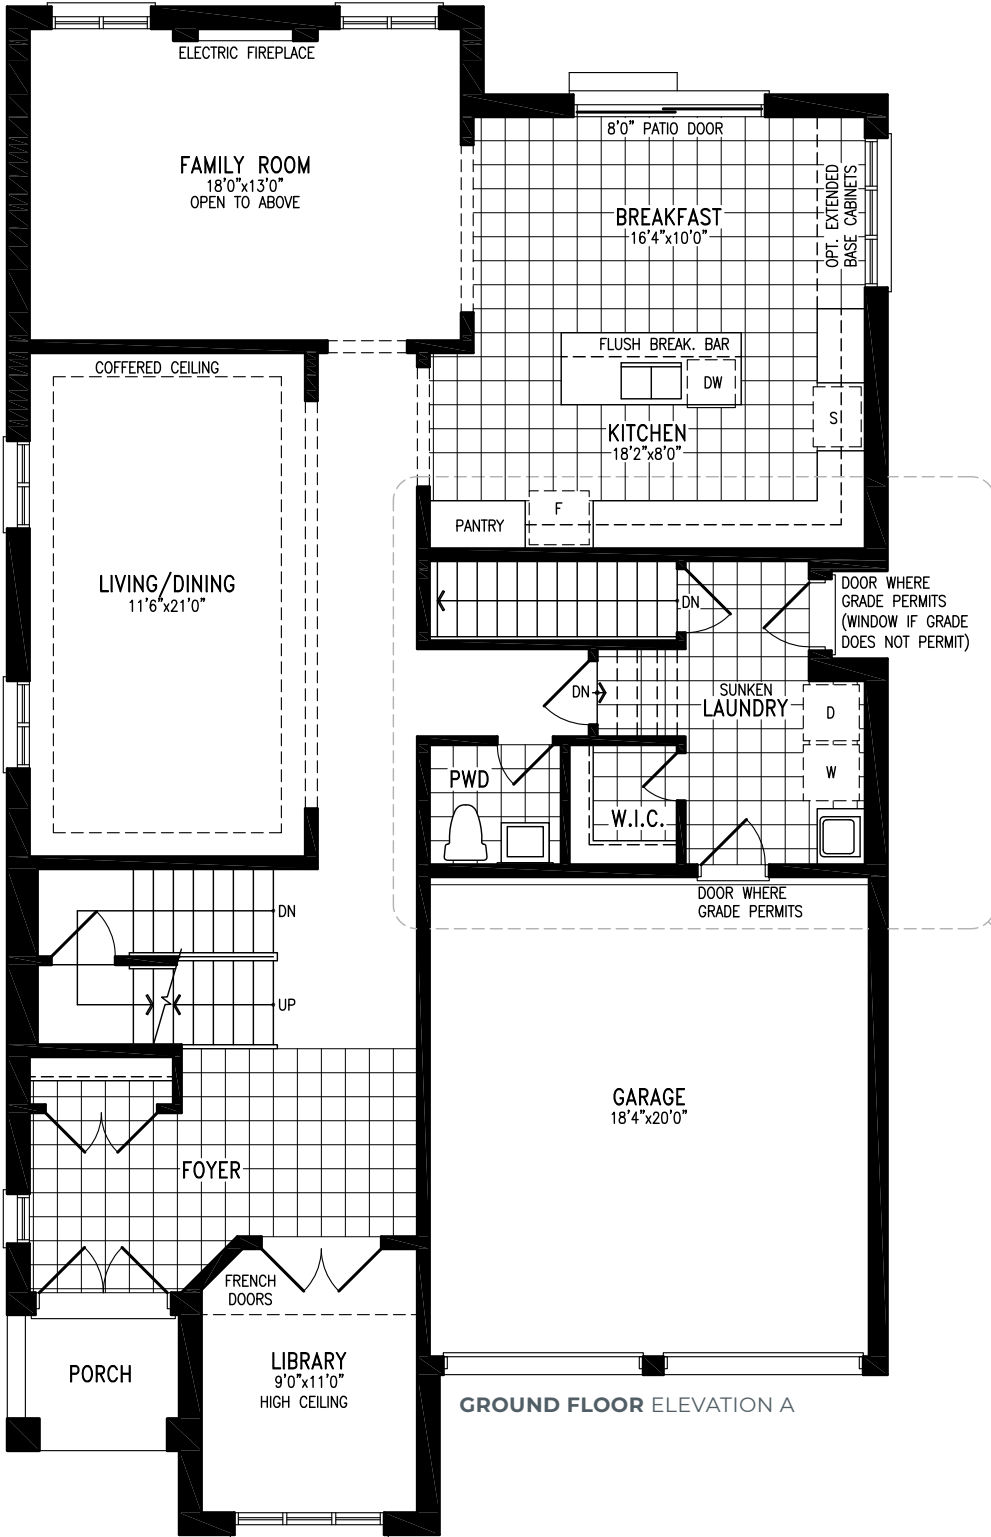 ELECTRIC FIREPLACE
FAMILY ROOM
18'0"x13'0"
OPEN TO ABOVE
8'0" PATIO DOOR
BREAKFAST
16'4"x10'0"
OPT. EXTENDED
BASE CABINETS
FLUSH BREAK. BAR
DW
S
KITCHEN
18'2"x8'0"
F
PANTRY
COFFERED CEILING
LIVING/DINING
11'6"x21'0"
DN
DOOR WHERE
GRADE PERMITS
(WINDOW IF GRADE
DOES NOT PERMIT)
DN
SUNKEN
LAUNDRY
D
W
PWD
W.I.C.
DOOR WHERE
GRADE PERMITS
DN
UP
GARAGE
18'4"x20'0"
FOYER
FRENCH
DOORS
PORCH
LIBRARY
9'0"x11'0"
HIGH CEILING
GROUND FLOOR ELEVATION A